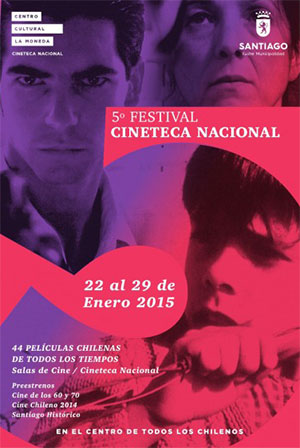 CENTRO
CULTURAL
LA MONEDA
CINETECA NACIONAL
SANTIAGO
Ilustre Municipalidad
5º FESTIVAL
CINETECA NACIONAL
22 al 29 de
Enero 2015
44 PELÍCULAS CHILENAS
DE TODOS LOS TIEMPOS
Salas de Cine / Cineteca Nacional
Preestrenos
Cine de los 60 y 70
Cine Chileno 2014
Santiago Histórico
EN EL CENTRO DE TODOS LOS CHILENOS